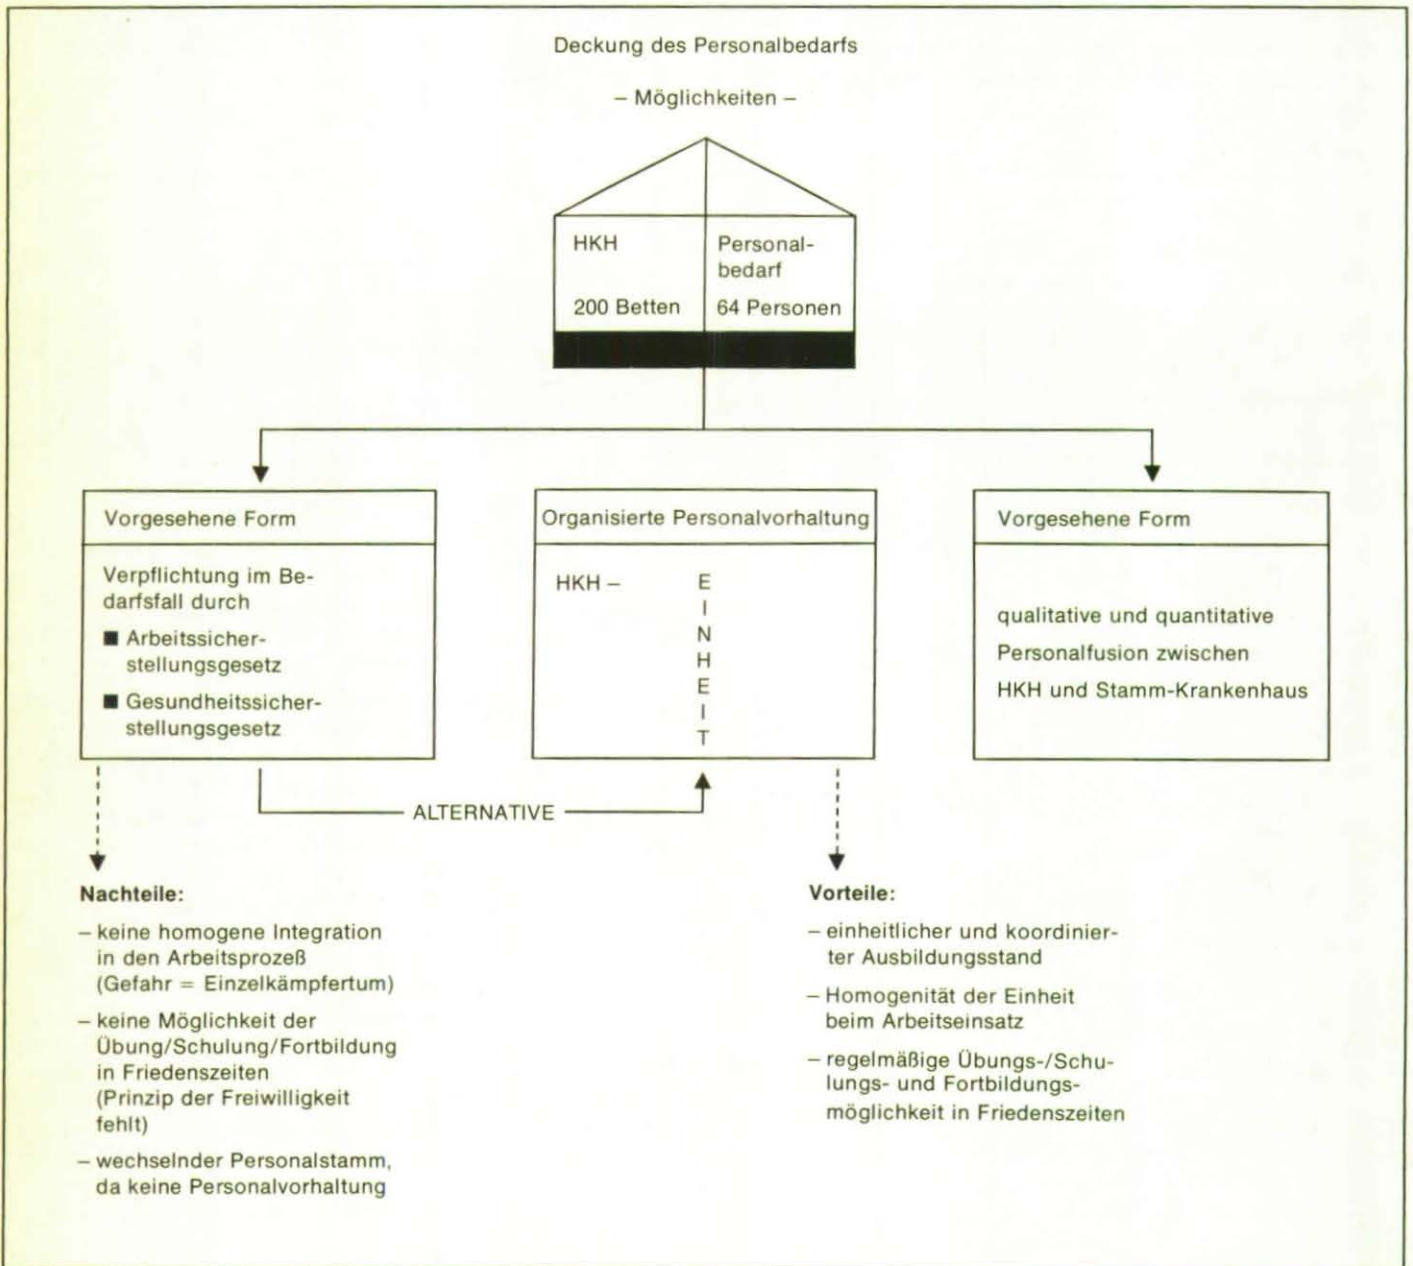 Deckung des Personalbedarfs
– Möglichkeiten –
HKH
200 Betten
Personal-
bedarf
64 Personen
Vorgesehene Form
Verpflichtung im Be-
darfsfall durch
■ Arbeitssicher-
stellungsgesetz
■ Gesundheitssicher-
stellungsgesetz
Organisierte Personalvorhaltung
HKH –
E
I
N
H
E
I
T
Vorgesehene Form
qualitative und quantitative
Personalfusion zwischen
HKH und Stamm-Krankenhaus
ALTERNATIVE
Nachteile:
– keine homogene Integration
in den Arbeitsprozeß
(Gefahr = Einzelkämpfertum)
– keine Möglichkeit der
Übung/Schulung/Fortbildung
in Friedenszeiten
(Prinzip der Freiwilligkeit
fehlt)
– wechselnder Personalstamm,
da keine Personalvorhaltung
Vorteile:
– einheitlicher und koordinier-
ter Ausbildungsstand
– Homogenität der Einheit
beim Arbeitseinsatz
– regelmäßige Übungs-/Schu-
lungs- und Fortbildungs-
möglichkeit in Friedenszeiten